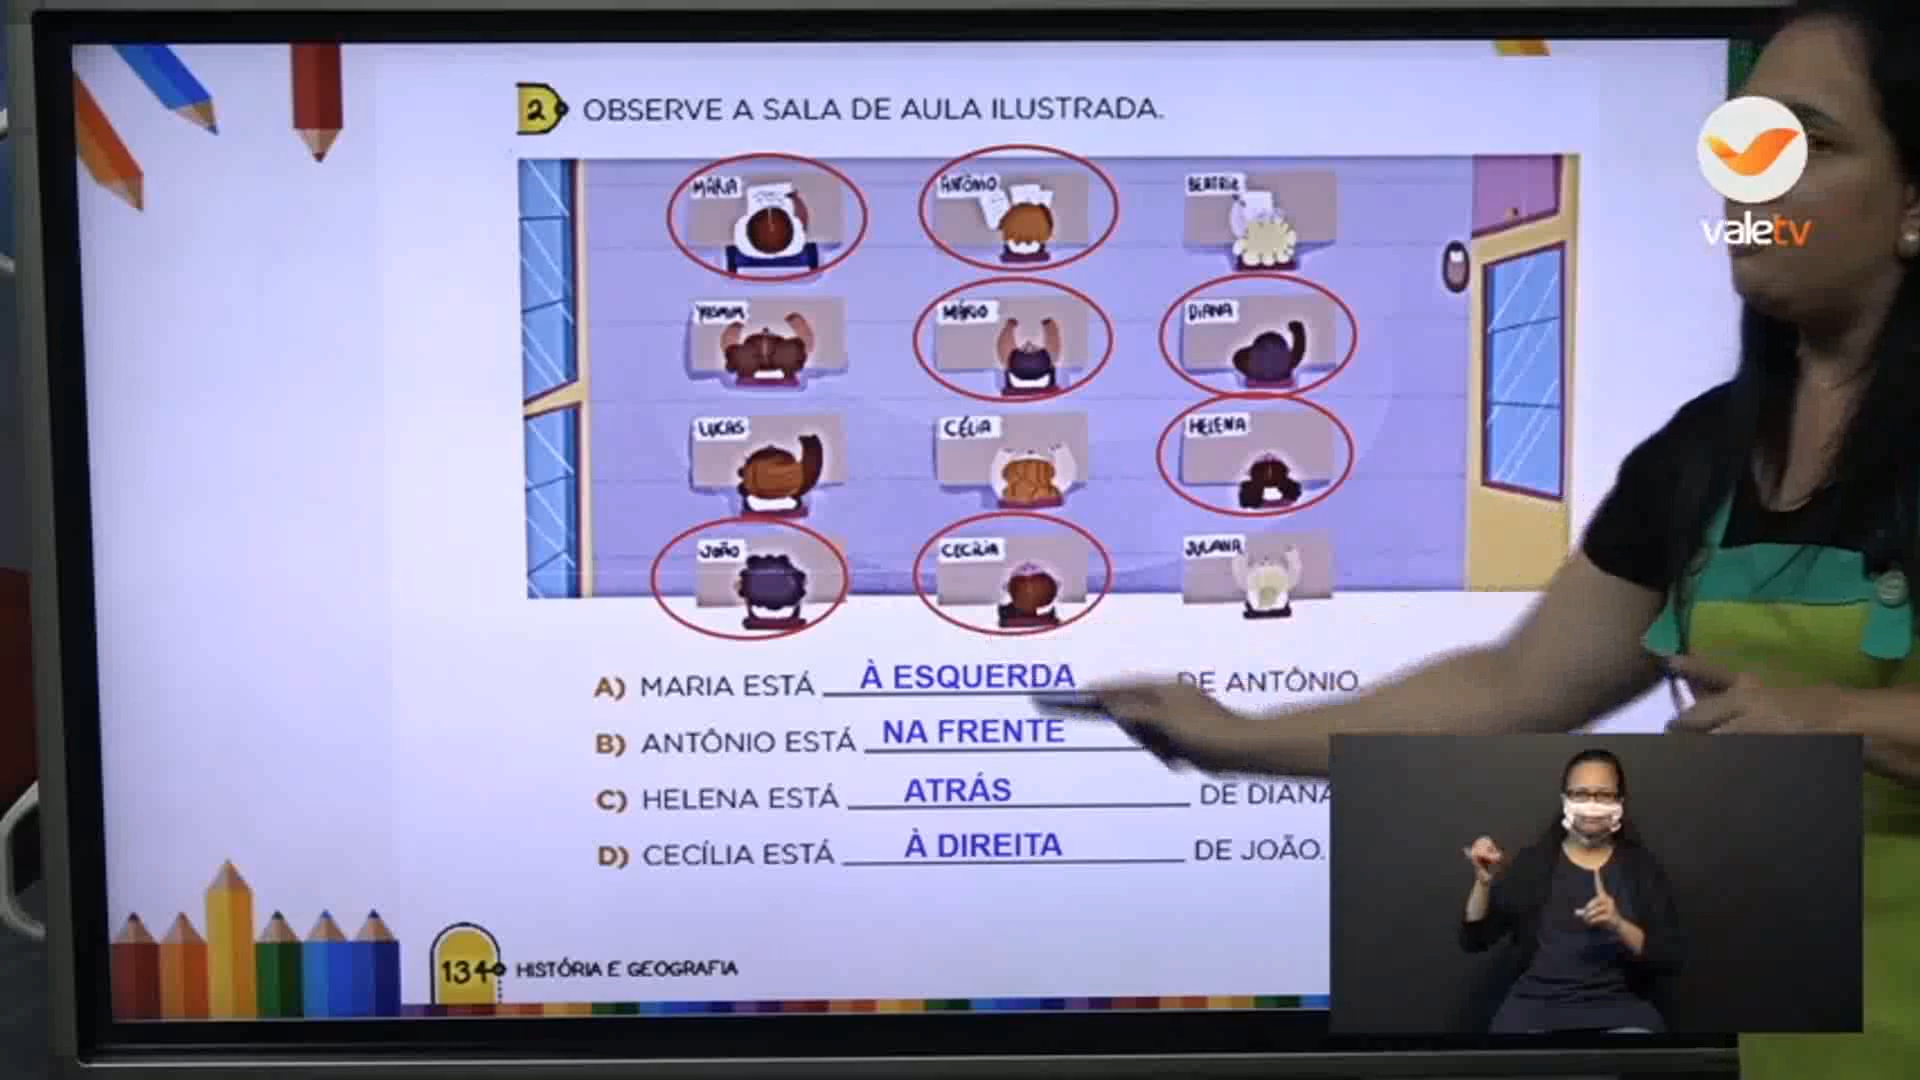 2 OBSERVE A SALA DE AULA ILUSTRADA.
MARIA ANTÔNIO BEATRIZ
YASMIM MÁRIO DIANA
LUCAS CÉLIA HELENA
JOÃO CECÍLIA JULIANA
A) MARIA ESTÁ À ESQUERDA DE ANTÔNIO
B) ANTÔNIO ESTÁ NA FRENTE
C) HELENA ESTÁ ATRÁS DE DIANA
D) CECÍLIA ESTÁ À DIREITA DE JOÃO.
134 HISTÓRIA E GEOGRAFIA
valetv